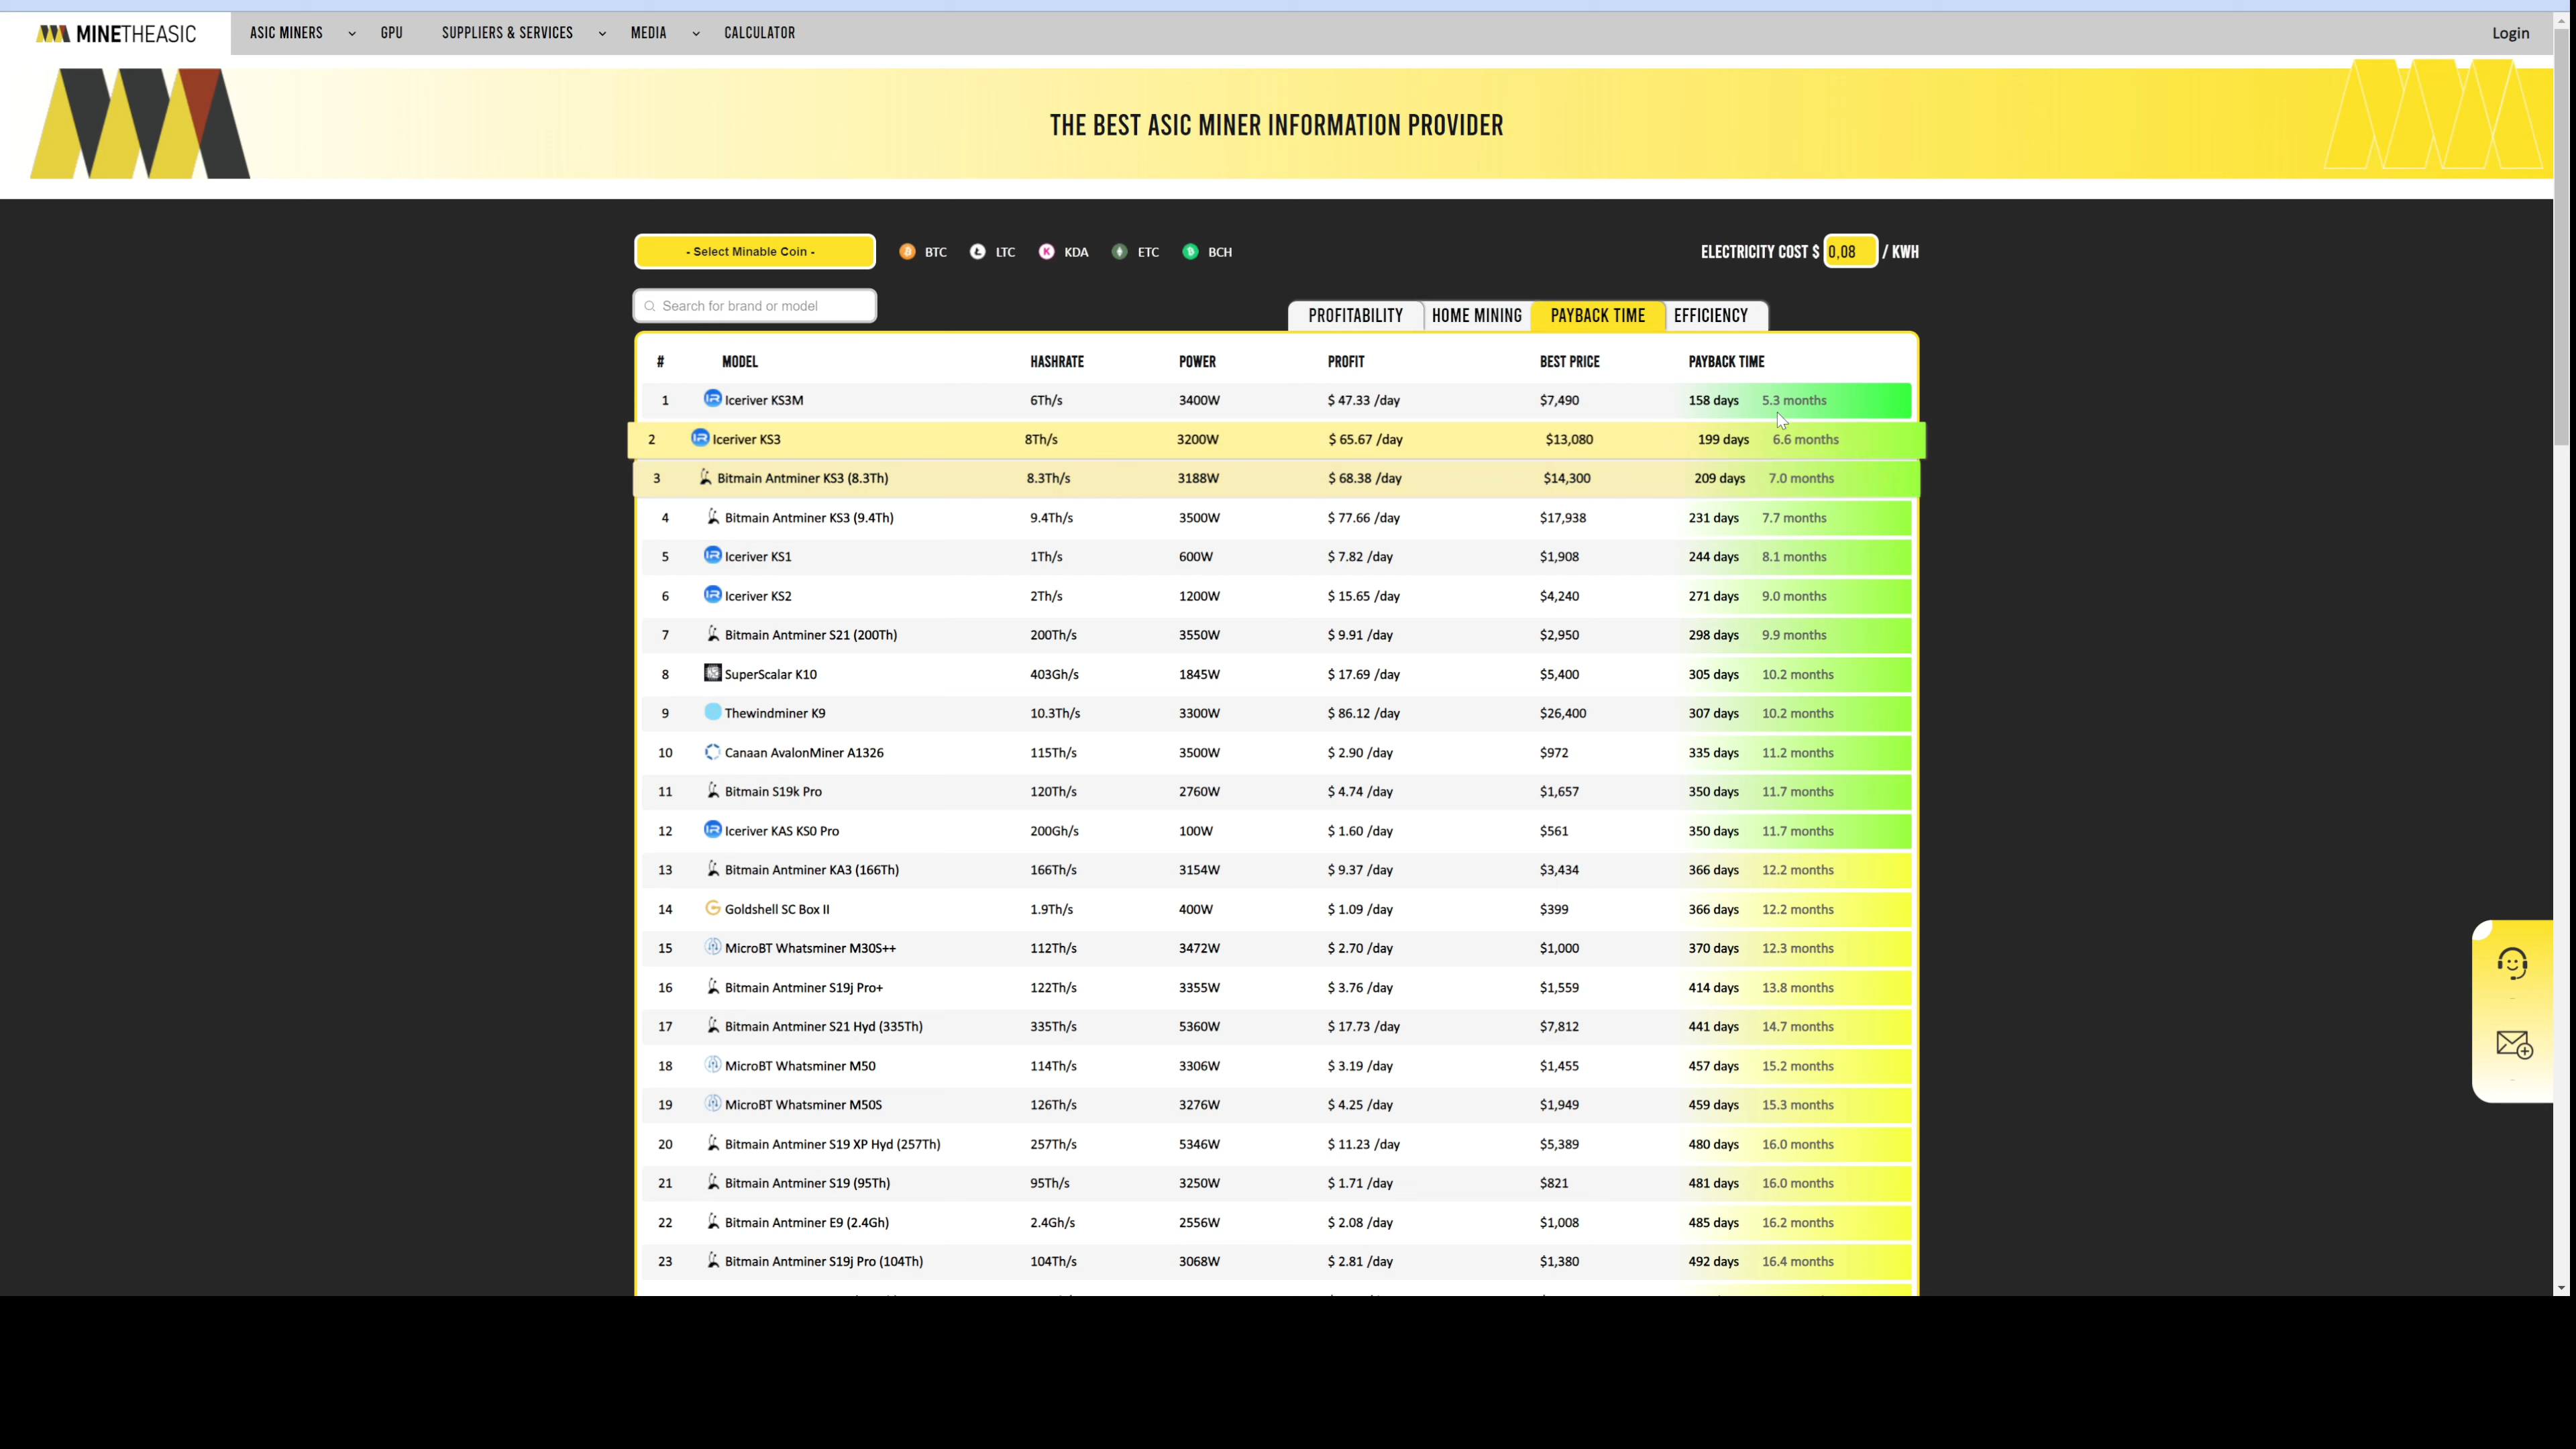 MINETHEASIC ASIC MINERS GPU SUPPLIERS & SERVICES MEDIA CALCULATOR Login
THE BEST ASIC MINER INFORMATION PROVIDER
- Select Minable Coin - BTC LTC KDA ETC BCH ELECTRICITY COST $ 0,08 / KWH
Search for brand or model
PROFITABILITY HOME MINING PAYBACK TIME EFFICIENCY
# MODEL HASHRATE POWER PROFIT BEST PRICE PAYBACK TIME
1 Iceriver KS3M 6Th/s 3400W $ 47.33 /day $7,490 158 days 5.3 months
2 Iceriver KS3 8Th/s 3200W $ 65.67 /day $13,080 199 days 6.6 months
3 Bitmain Antminer KS3 (8.3Th) 8.3Th/s 3188W $ 68.38 /day $14,300 209 days 7.0 months
4 Bitmain Antminer KS3 (9.4Th) 9.4Th/s 3500W $ 77.66 /day $17,938 231 days 7.7 months
5 Iceriver KS1 1Th/s 600W $ 7.82 /day $1,908 244 days 8.1 months
6 Iceriver KS2 2Th/s 1200W $ 15.65 /day $4,240 271 days 9.0 months
7 Bitmain Antminer S21 (200Th) 200Th/s 3550W $ 9.91 /day $2,950 298 days 9.9 months
8 SuperScalar K10 403Gh/s 1845W $ 17.69 /day $5,400 305 days 10.2 months
9 Thewindminer K9 10.3Th/s 3300W $ 86.12 /day $26,400 307 days 10.2 months
10 Canaan AvalonMiner A1326 115Th/s 3500W $ 2.90 /day $972 335 days 11.2 months
11 Bitmain S19k Pro 120Th/s 2760W $ 4.74 /day $1,657 350 days 11.7 months
12 Iceriver KAS KS0 Pro 200Gh/s 100W $ 1.60 /day $561 350 days 11.7 months
13 Bitmain Antminer KA3 (166Th) 166Th/s 3154W $ 9.37 /day $3,434 366 days 12.2 months
14 Goldshell SC Box II 1.9Th/s 400W $ 1.09 /day $399 366 days 12.2 months
15 MicroBT Whatsminer M30S++ 112Th/s 3472W $ 2.70 /day $1,000 370 days 12.3 months
16 Bitmain Antminer S19j Pro+ 122Th/s 3355W $ 3.76 /day $1,559 414 days 13.8 months
17 Bitmain Antminer S21 Hyd (335Th) 335Th/s 5360W $ 17.73 /day $7,812 441 days 14.7 months
18 MicroBT Whatsminer M50 114Th/s 3306W $ 3.19 /day $1,455 457 days 15.2 months
19 MicroBT Whatsminer M50S 126Th/s 3276W $ 4.25 /day $1,949 459 days 15.3 months
20 Bitmain Antminer S19 XP Hyd (257Th) 257Th/s 5346W $ 11.23 /day $5,389 480 days 16.0 months
21 Bitmain Antminer S19 (95Th) 95Th/s 3250W $ 1.71 /day $821 481 days 16.0 months
22 Bitmain Antminer E9 (2.4Gh) 2.4Gh/s 2556W $ 2.08 /day $1,008 485 days 16.2 months
23 Bitmain Antminer S19j Pro (104Th) 104Th/s 3068W $ 2.81 /day $1,380 492 days 16.4 months